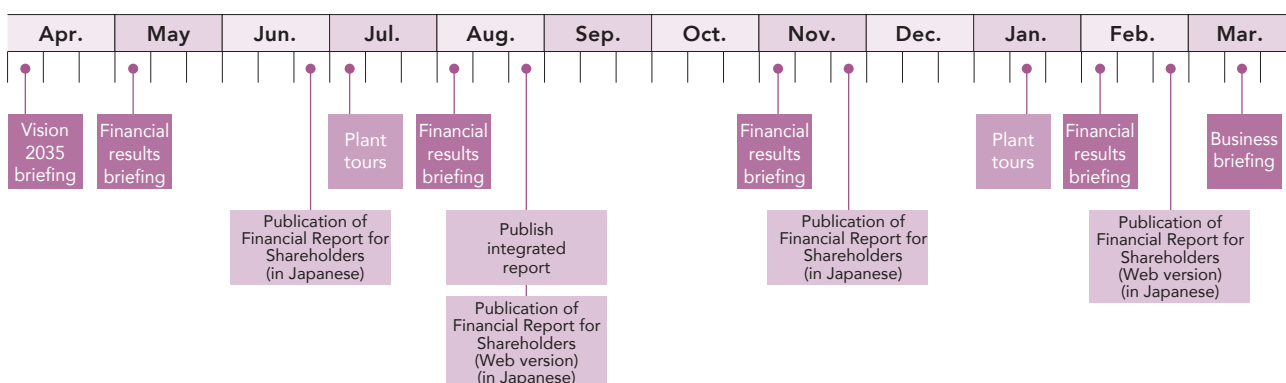 Apr. May Jun. Jul. Aug. Sep. Oct. Nov. Dec. Jan. Feb. Mar.
Vision
2035
briefing
Financial
results
briefing
Plant
tours
Financial
results
briefing
Financial
results
briefing
Plant
tours
Financial
results
briefing
Business
briefing
Publication of
Financial Report for
Shareholders
(in Japanese)
Publish
integrated
report
Publication of
Financial Report for
Shareholders
(Web version)
(in Japanese)
Publication of
Financial Report for
Shareholders
(in Japanese)
Publication of
Financial Report for
Shareholders
(Web version)
(in Japanese)